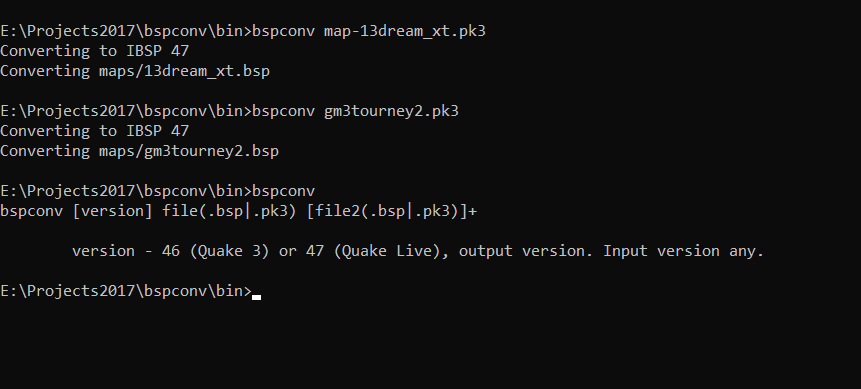 E:\Projects2017\bspconv\bin>bspconv map-13dream_xt.pk3
Converting to IBSP 47
Converting maps/13dream_xt.bsp
E:\Projects2017\bspconv\bin>bspconv gm3tourney2.pk3
Converting to IBSP 47
Converting maps/gm3tourney2.bsp
E:\Projects2017\bspconv\bin>bspconv
bspconv [version] file(.bsp|.pk3) [file2(.bsp|.pk3)]+
version - 46 (Quake 3) or 47 (Quake Live), output version. Input version any.
E:\Projects2017\bspconv\bin>